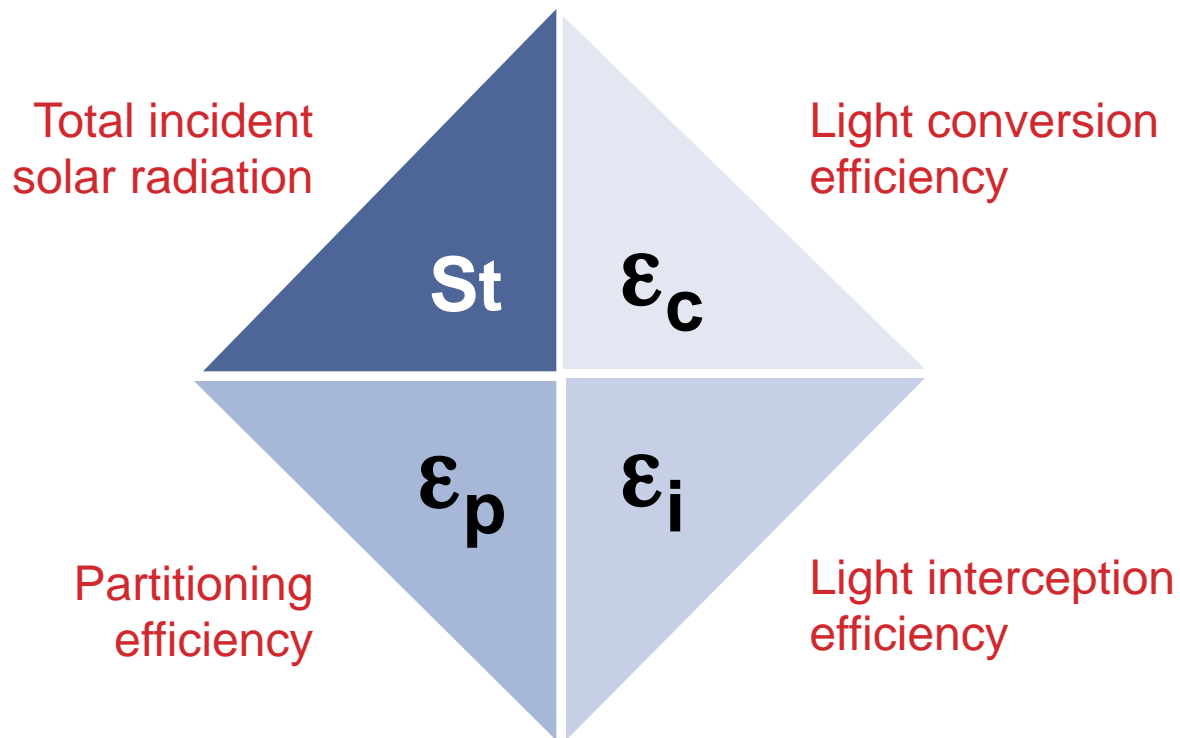 Total incident
solar radiation
Light conversion
efficiency
St
εc
εp
εi
Partitioning
efficiency
Light interception
efficiency